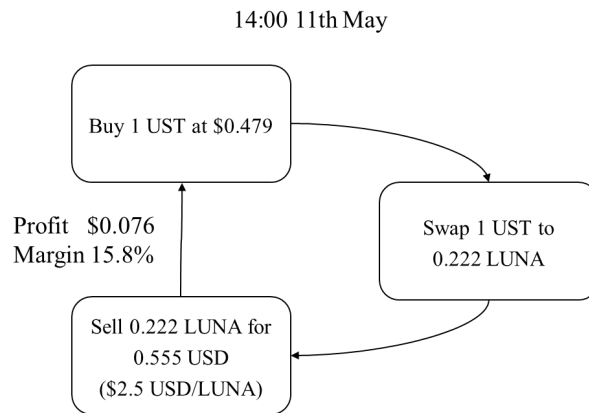 14:00 11th May
Buy 1 UST at $0.479
Swap 1 UST to
0.222 LUNA
Profit $0.076
Margin 15.8%
Sell 0.222 LUNA for
0.555 USD
($2.5 USD/LUNA)